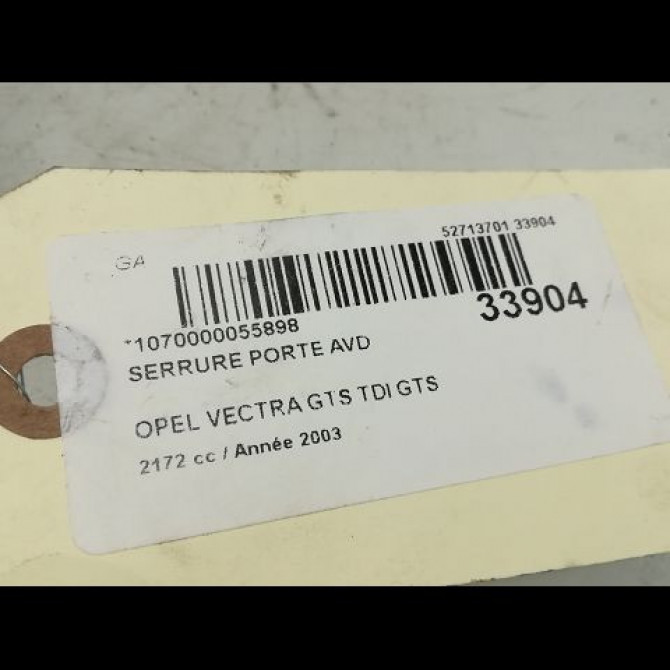 GA
52713701 33904
33904
*1070000055898
SERRURE PORTE AVD
OPEL VECTRA GTS TDI GTS
2172 cc / Année 2003